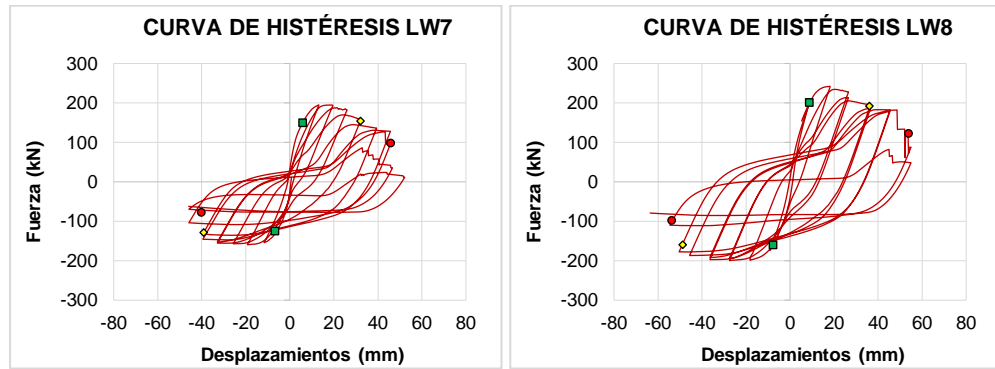 CURVA DE HISTÉRESIS LW7
300
200
100
0
-100
-200
-300
-80 -60 -40 -20 0 20 40 60 80
Fuerza (kN)
Desplazamientos (mm)
CURVA DE HISTÉRESIS LW8
300
200
100
0
-100
-200
-300
-80 -60 -40 -20 0 20 40 60 80
Fuerza (kN)
Desplazamientos (mm)